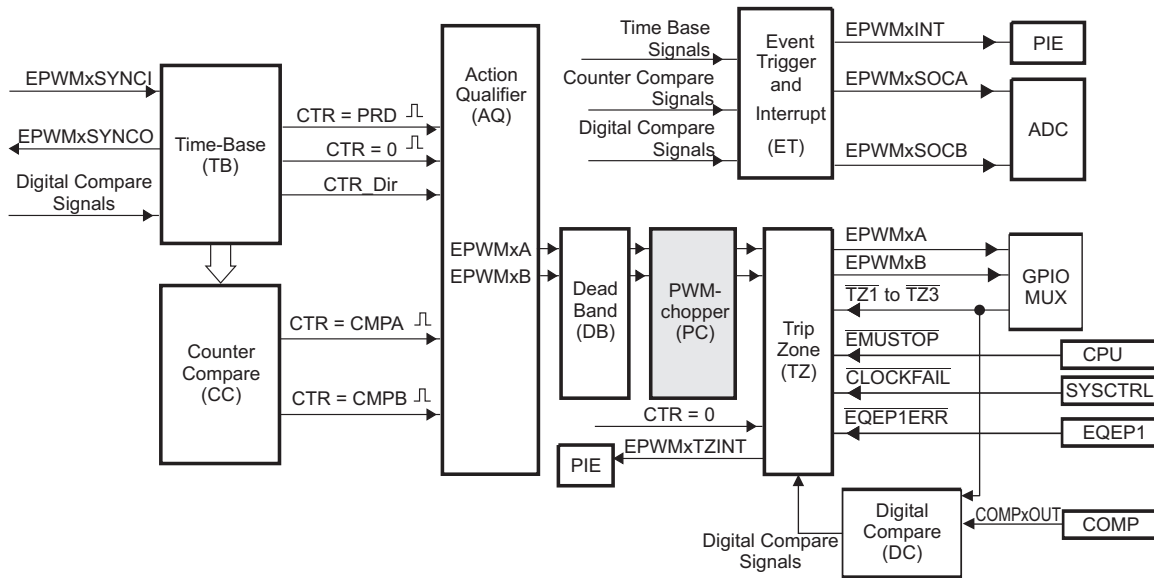 EPWMxSYNCI
EPWMxSYNCO
Digital Compare
Signals
Time-Base
(TB)
CTR = PRD
CTR = 0
CTR_Dir
Counter
Compare
(CC)
CTR = CMPA
CTR = CMPB
Action
Qualifier
(AQ)
EPWMxA
EPWMxB
Time Base
Signals
Counter Compare
Signals
Digital Compare
Signals
Event
Trigger
and
Interrupt
(ET)
EPWMxINT
EPWMxSOCA
EPWMxSOCB
PIE
ADC
Dead
Band
(DB)
PWM-
chopper
(PC)
Trip
Zone
(TZ)
CTR = 0
EPWMxTZINT
PIE
EPWMxA
EPWMxB
TZ1 to TZ3
EMUSTOP
CLOCKFAIL
EQEP1ERR
GPIO
MUX
CPU
SYSCTRL
EQEP1
Digital Compare
Signals
Digital
Compare
(DC)
COMPxOUT
COMP